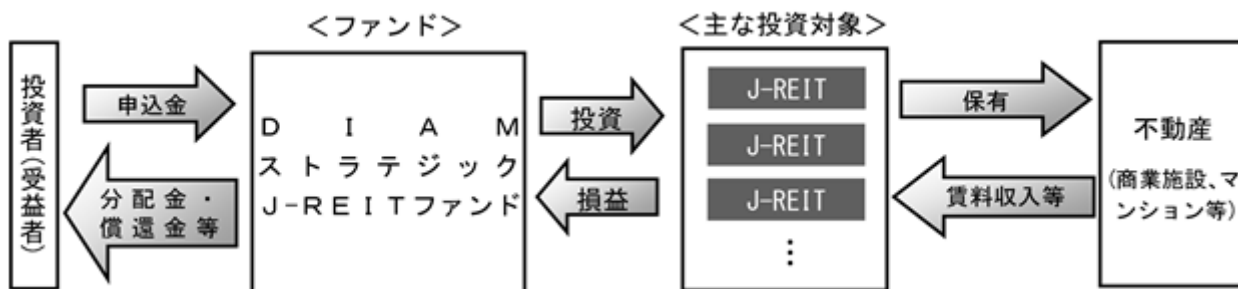 ＜ファンド＞
＜主な投資対象＞
投資者(受益者)
申込金
分配金・
償還金等
ＤＩＡＭ
ストラテジック
Ｊ－ＲＥＩＴファンド
投資
損益
J-REIT
J-REIT
J-REIT
⋮
保有
賃料収入等
不動産
(商業施設、マ
ンション等)